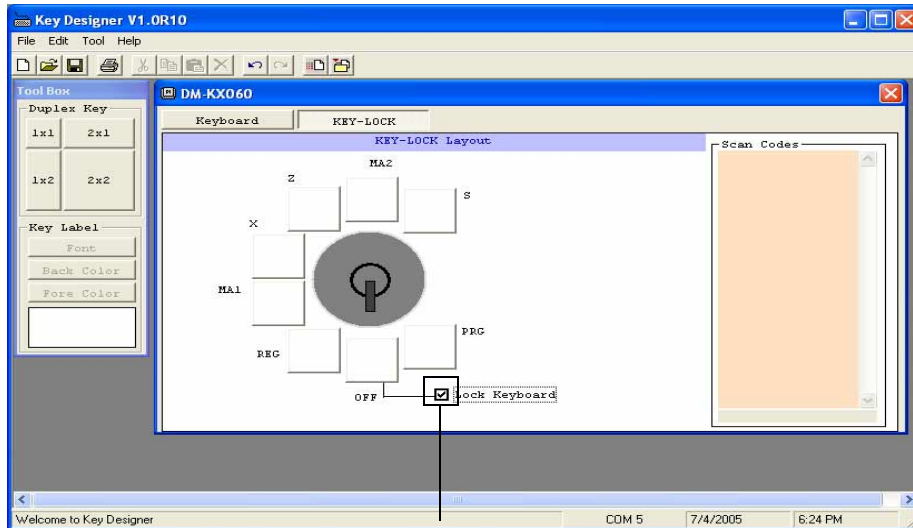 Key Designer V1.0R10
File Edit Tool Help
Tool Box
Duplex Key
1x1 2x1
1x2 2x2
Key Label
Font
Back Color
Fore Color
DM-KX060
Keyboard KEY-LOCK
KEY-LOCK Layout
MA2
Z
S
X
MA1
REG
PRG
OFF
Lock Keyboard
Scan Codes
Welcome to Key Designer COM 5 7/4/2005 6:24 PM